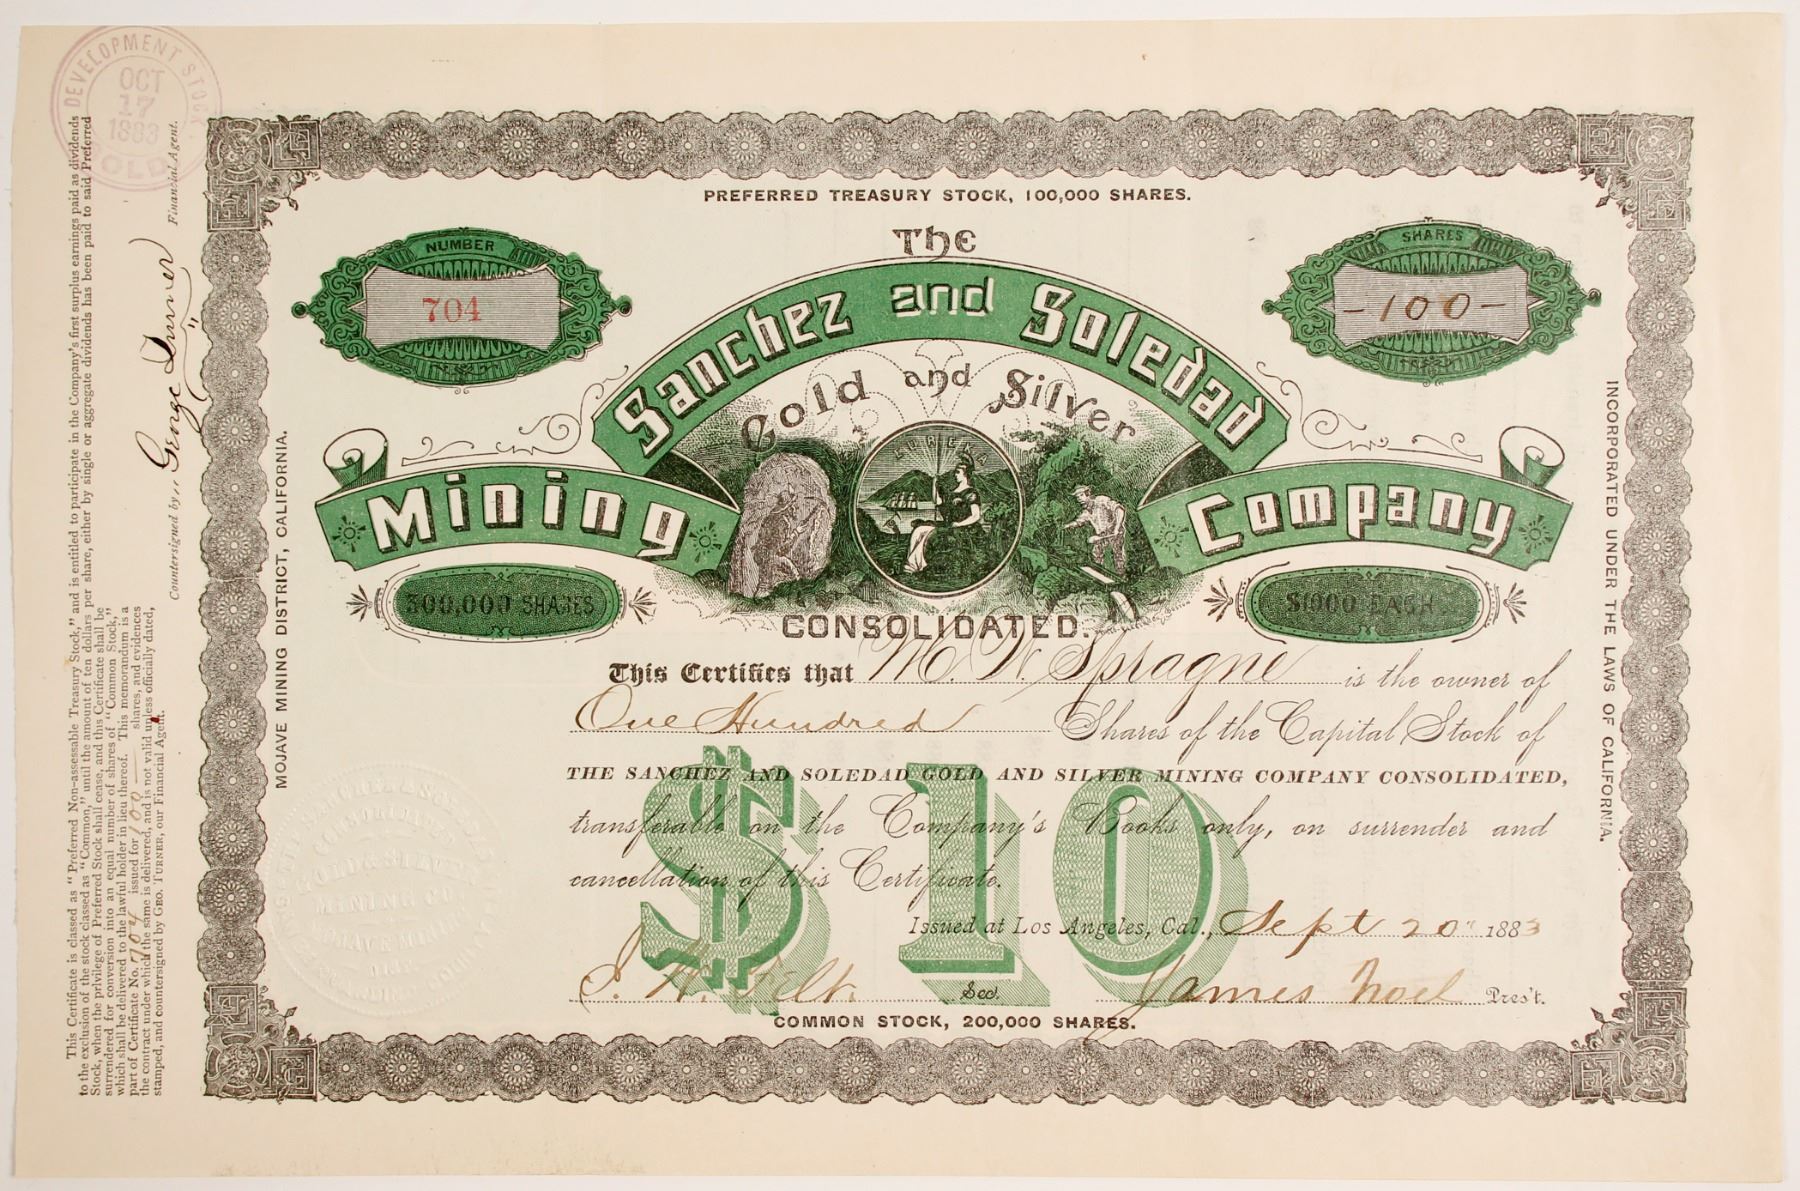 DEVELOPMENT STOCK.
OCT
17
1883
SOLD
PREFERRED TREASURY STOCK, 100,000 SHARES.
NUMBER
704
SHARES
-100-
The
Sanchez and Soledad
Gold and Silver
EUREKA
Mining
Company
300,000 SHARES
$1000 EACH.
CONSOLIDATED.
This Certifies that M. W. Sprague is the owner of
One Hundred Shares of the Capital Stock of
THE SANCHEZ AND SOLEDAD GOLD AND SILVER MINING COMPANY CONSOLIDATED,
transferable on the Company's Books only, on surrender and
cancellation of this Certificate.
$10
Issued at Los Angeles, Cal., Sept 20th 1883
J. W. Felt. Sec. James Noel Pres't.
COMMON STOCK, 200,000 SHARES.
MOJAVE MINING DISTRICT, CALIFORNIA.
INCORPORATED UNDER THE LAWS OF CALIFORNIA.
This Certificate is classed as "Preferred Non-assessable Treasury Stock," and is entitled to participate in the Company's first surplus earnings paid as dividends
to the exclusion of the stock classed as "Common," until the amount of ten dollars per share, either by single or aggregate dividends has been paid to said Preferred
Stock, when the privilege of Preferred Stock shall cease, and this Certificate shall be
surrendered for conversion into an equal number of shares of "Common Stock,"
which shall be delivered to the lawful holder in lieu thereof. This memorandum is a
part of Certificate No. 704 issued for 100 shares, and evidences
the contract under which the same is delivered, and is not valid unless officially dated,
stamped, and countersigned by GEO. TURNER, our Financial Agent.
Countersigned by, George Turner Financial Agent.
GOLD & SILVER
MINING CO.